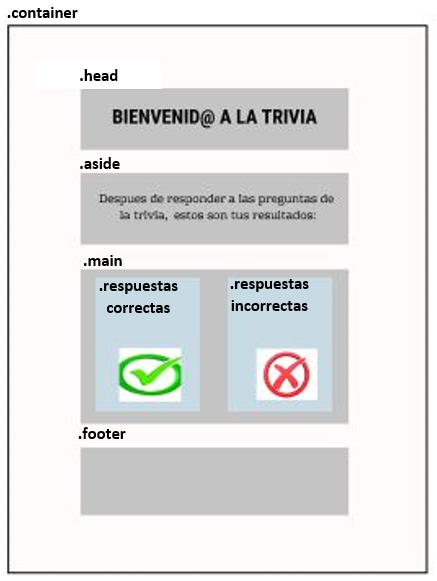 .container
.head
BIENVENID@ A LA TRIVIA
.aside
Despues de responder a las preguntas de
la trivia, estos son tus resultados:
.main
.respuestas
correctas
.respuestas
incorrectas
.footer